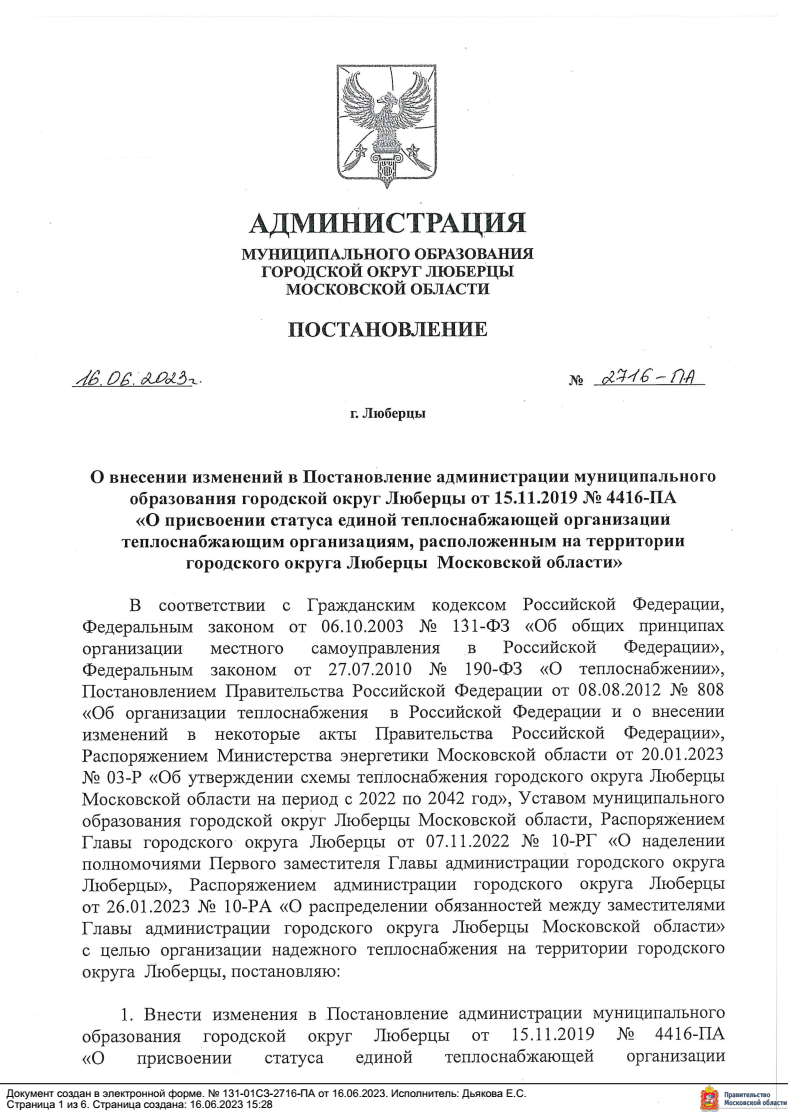 АДМИНИСТРАЦИЯ
МУНИЦИПАЛЬНОГО ОБРАЗОВАНИЯ
ГОРОДСКОЙ ОКРУГ ЛЮБЕРЦЫ
МОСКОВСКОЙ ОБЛАСТИ
ПОСТАНОВЛЕНИЕ
16.06.2023г. № 2716-ПА
г. Люберцы
О внесении изменений в Постановление администрации муниципального
образования городской округ Люберцы от 15.11.2019 № 4416-ПА
«О присвоении статуса единой теплоснабжающей организации
теплоснабжающим организациям, расположенным на территории
городского округа Люберцы Московской области»
В соответствии с Гражданским кодексом Российской Федерации,
Федеральным законом от 06.10.2003 № 131-ФЗ «Об общих принципах
организации местного самоуправления в Российской Федерации»,
Федеральным законом от 27.07.2010 № 190-ФЗ «О теплоснабжении»,
Постановлением Правительства Российской Федерации от 08.08.2012 № 808
«Об организации теплоснабжения в Российской Федерации и о внесении
изменений в некоторые акты Правительства Российской Федерации»,
Распоряжением Министерства энергетики Московской области от 20.01.2023
№ 03-Р «Об утверждении схемы теплоснабжения городского округа Люберцы
Московской области на период с 2022 по 2042 год», Уставом муниципального
образования городской округ Люберцы Московской области, Распоряжением
Главы городского округа Люберцы от 07.11.2022 № 10-РГ «О наделении
полномочиями Первого заместителя Главы администрации городского округа
Люберцы», Распоряжением администрации городского округа Люберцы
от 26.01.2023 № 10-РА «О распределении обязанностей между заместителями
Главы администрации городского округа Люберцы Московской области»
с целью организации надежного теплоснабжения на территории городского
округа Люберцы, постановляю:
1. Внести изменения в Постановление администрации муниципального
образования городской округ Люберцы от 15.11.2019 № 4416-ПА
«О присвоении статуса единой теплоснабжающей организации
Документ создан в электронной форме. № 131-01СЗ-2716-ПА от 16.06.2023. Исполнитель: Дьякова Е.С.
Страница 1 из 6. Страница создана: 16.06.2023 15:28
Правительство
Московской области